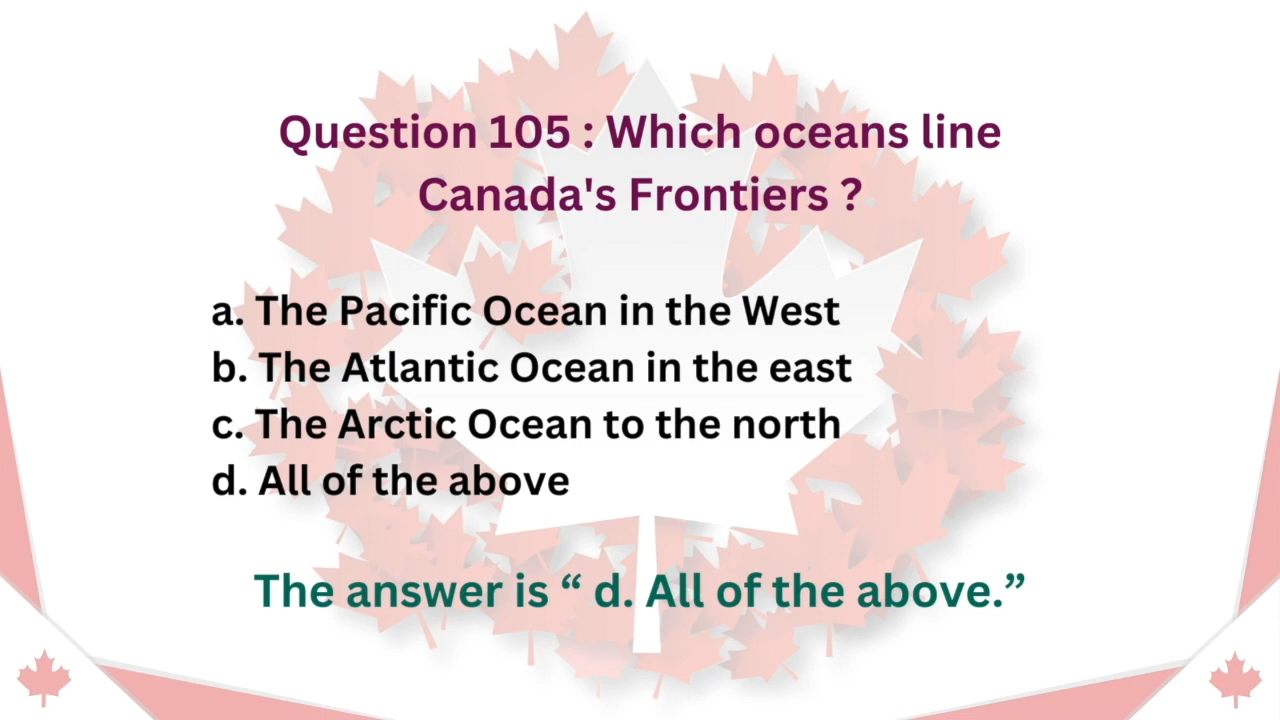 Question 105 : Which oceans line
Canada's Frontiers ?
a. The Pacific Ocean in the West
b. The Atlantic Ocean in the east
c. The Arctic Ocean to the north
d. All of the above
The answer is “ d. All of the above.”